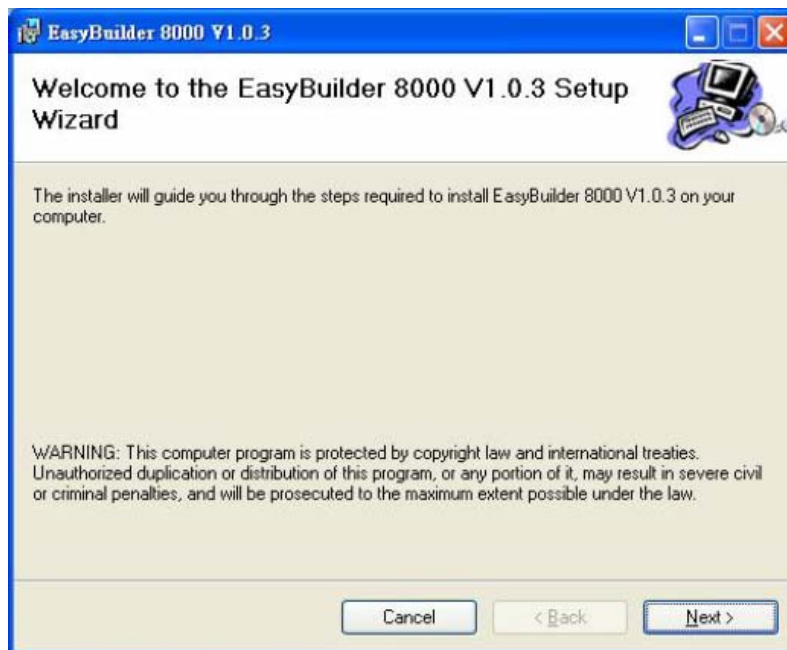 EasyBuilder 8000 V1.0.3
Welcome to the EasyBuilder 8000 V1.0.3 Setup
Wizard
The installer will guide you through the steps required to install EasyBuilder 8000 V1.0.3 on your
computer.
WARNING: This computer program is protected by copyright law and international treaties.
Unauthorized duplication or distribution of this program, or any portion of it, may result in severe civil
or criminal penalties, and will be prosecuted to the maximum extent possible under the law.
Cancel
< Back
Next >